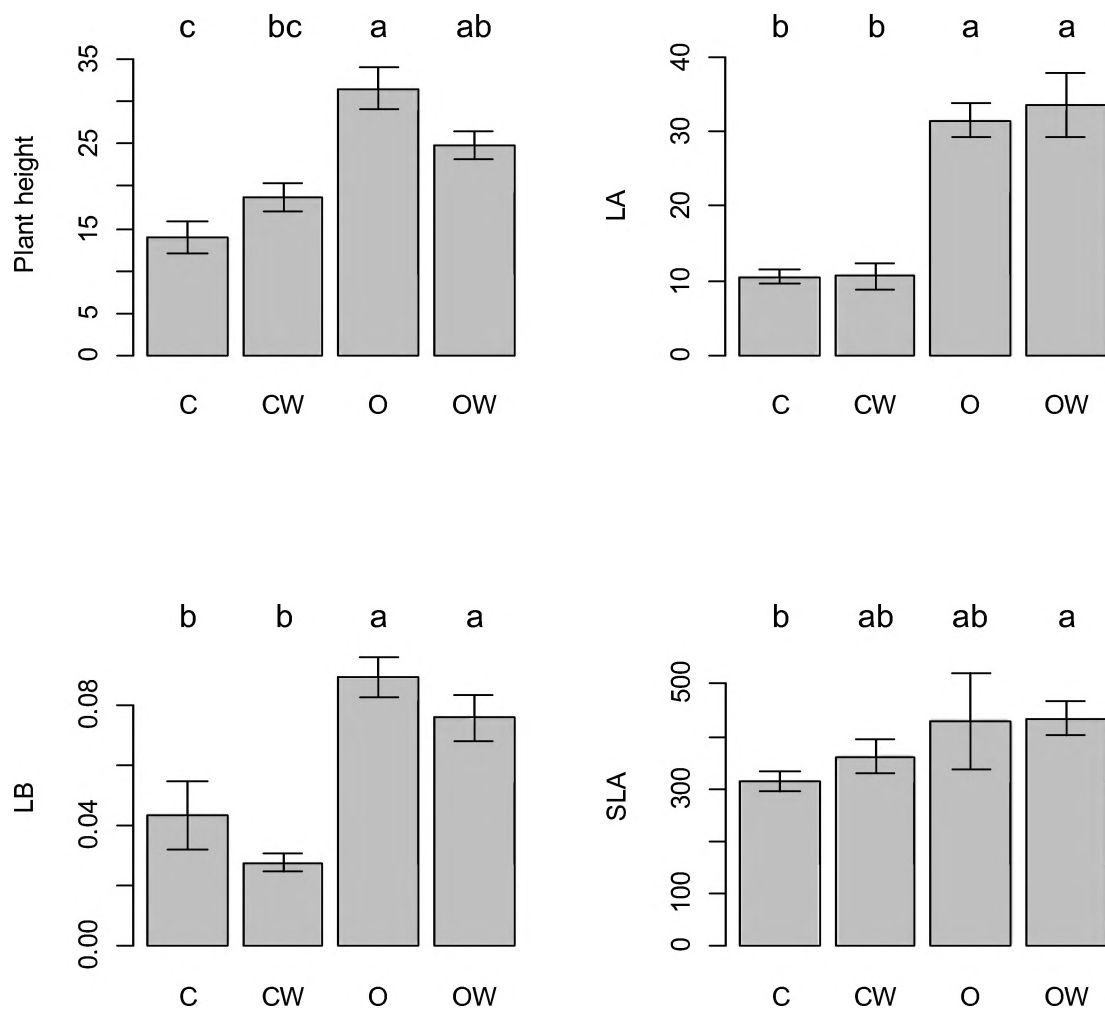 c bc a ab
Plant height
35
25
15
5
0
C CW O OW
b b a a
LA
40
30
20
10
0
C CW O OW
b b a a
LB
0.08
0.04
0.00
C CW O OW
b ab ab a
SLA
500
300
100
0
C CW O OW